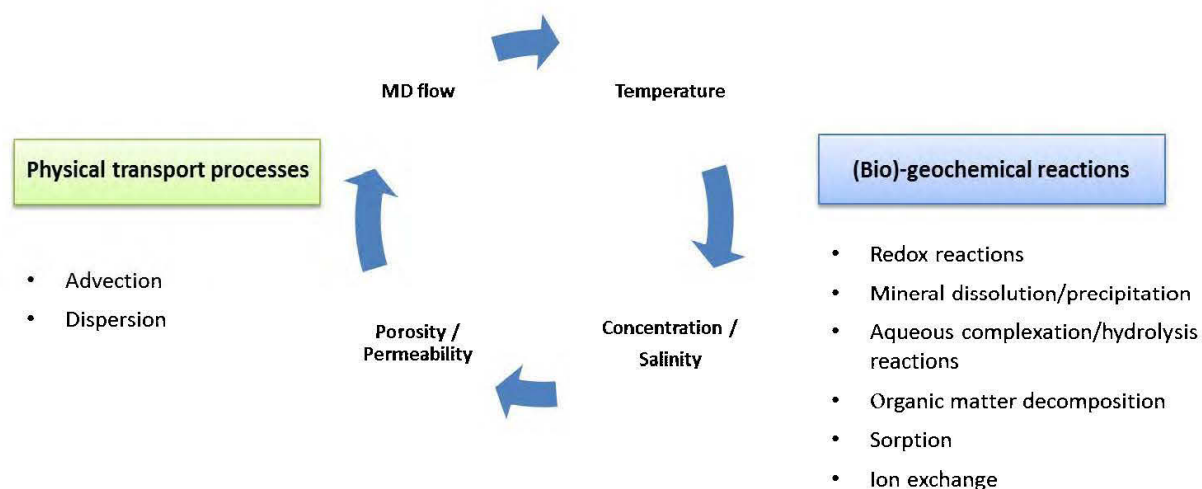 MD flow
Temperature
Physical transport processes
• Advection
• Dispersion
Porosity /
Permeability
Concentration /
Salinity
(Bio)-geochemical reactions
• Redox reactions
• Mineral dissolution/precipitation
• Aqueous complexation/hydrolysis
reactions
• Organic matter decomposition
• Sorption
• Ion exchange